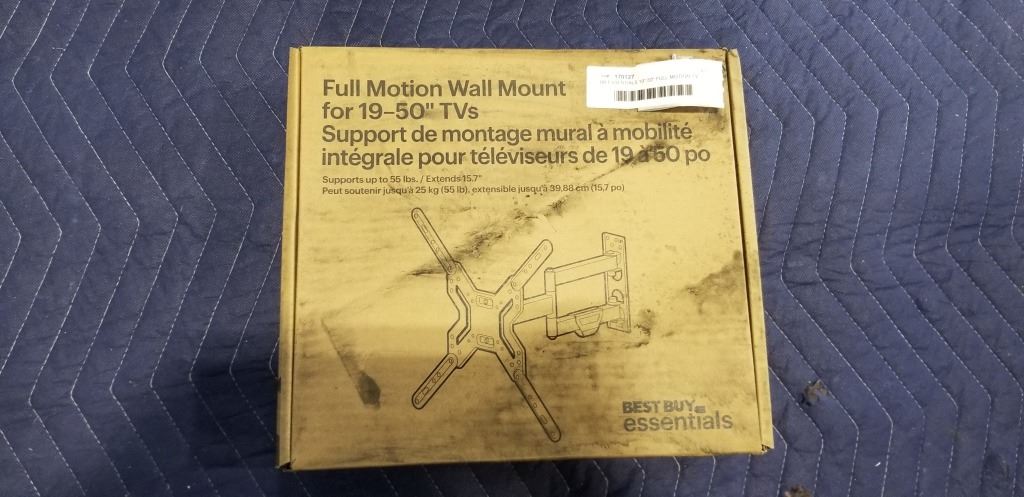 Full Motion Wall Mount
for 19–50" TVs
Support de montage mural à mobilité
intégrale pour téléviseurs de 19 à 50 po
Supports up to 55 lbs. / Extends 15.7"
Peut soutenir jusqu'à 25 kg (55 lb), extensible jusqu'à 39,88 cm (15,7 po)
BEST BUY
essentials